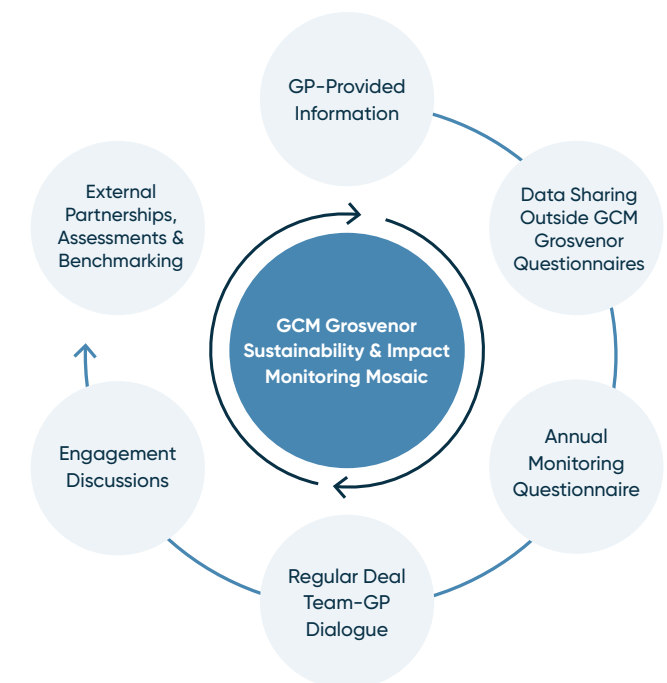 GP-Provided
Information
Data Sharing
Outside GCM
Grosvenor
Questionnaires
Annual
Monitoring
Questionnaire
Regular Deal
Team-GP
Dialogue
Engagement
Discussions
External
Partnerships,
Assessments &
Benchmarking
GCM Grosvenor
Sustainability & Impact
Monitoring Mosaic